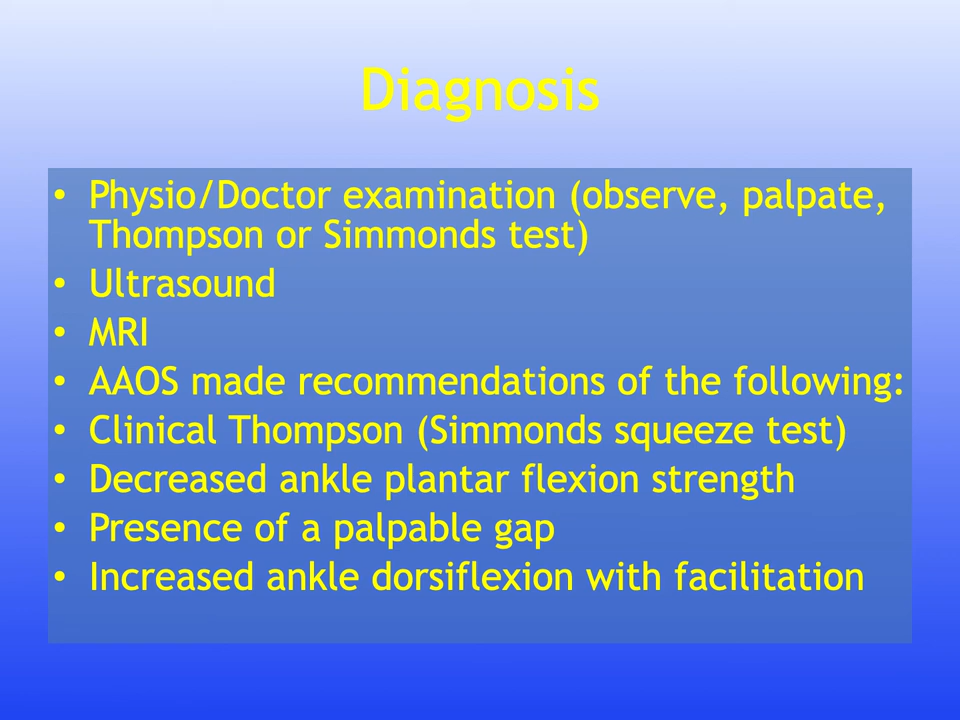 Diagnosis
• Physio/Doctor examination (observe, palpate,
Thompson or Simmonds test)
• Ultrasound
• MRI
• AAOS made recommendations of the following:
• Clinical Thompson (Simmonds squeeze test)
• Decreased ankle plantar flexion strength
• Presence of a palpable gap
• Increased ankle dorsiflexion with facilitation